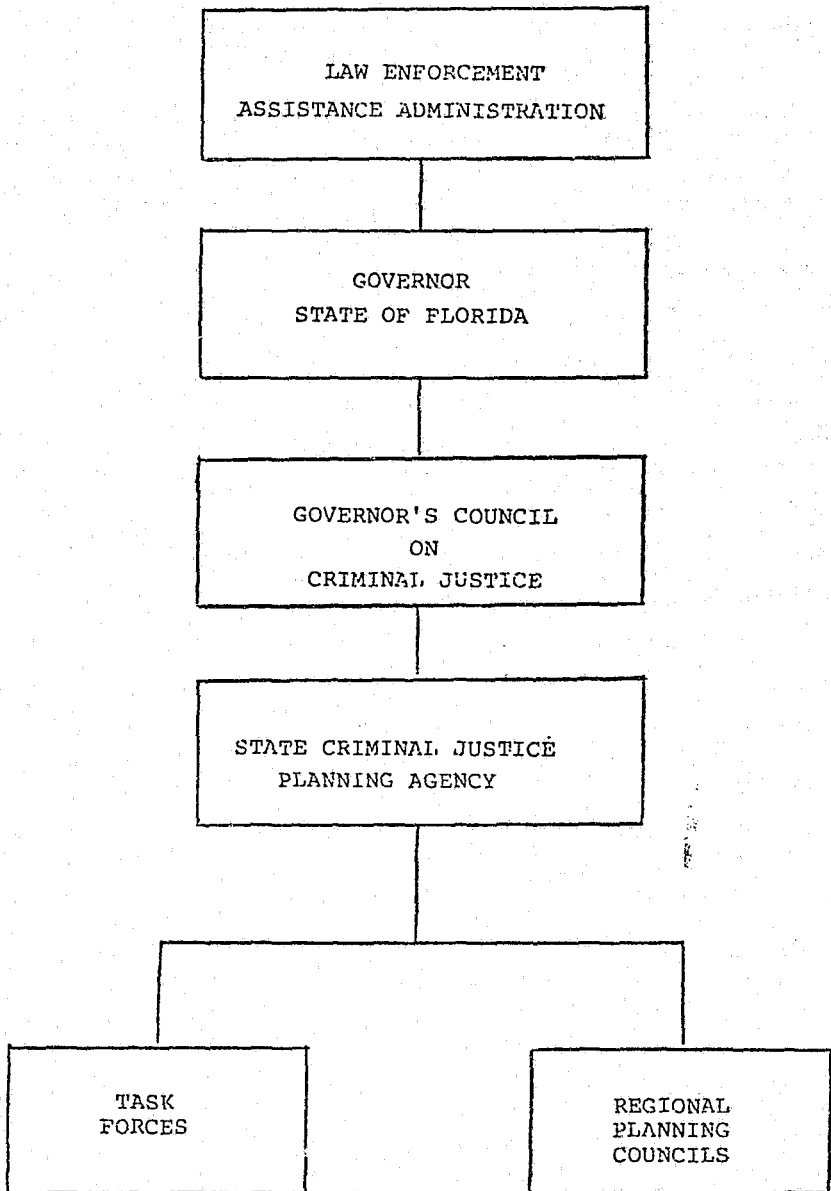 LAW ENFORCEMENT
ASSISTANCE ADMINISTRATION
GOVERNOR
STATE OF FLORIDA
GOVERNOR'S COUNCIL
ON
CRIMINAL JUSTICE
STATE CRIMINAL JUSTICE
PLANNING AGENCY
TASK
FORCES
REGIONAL
PLANNING
COUNCILS